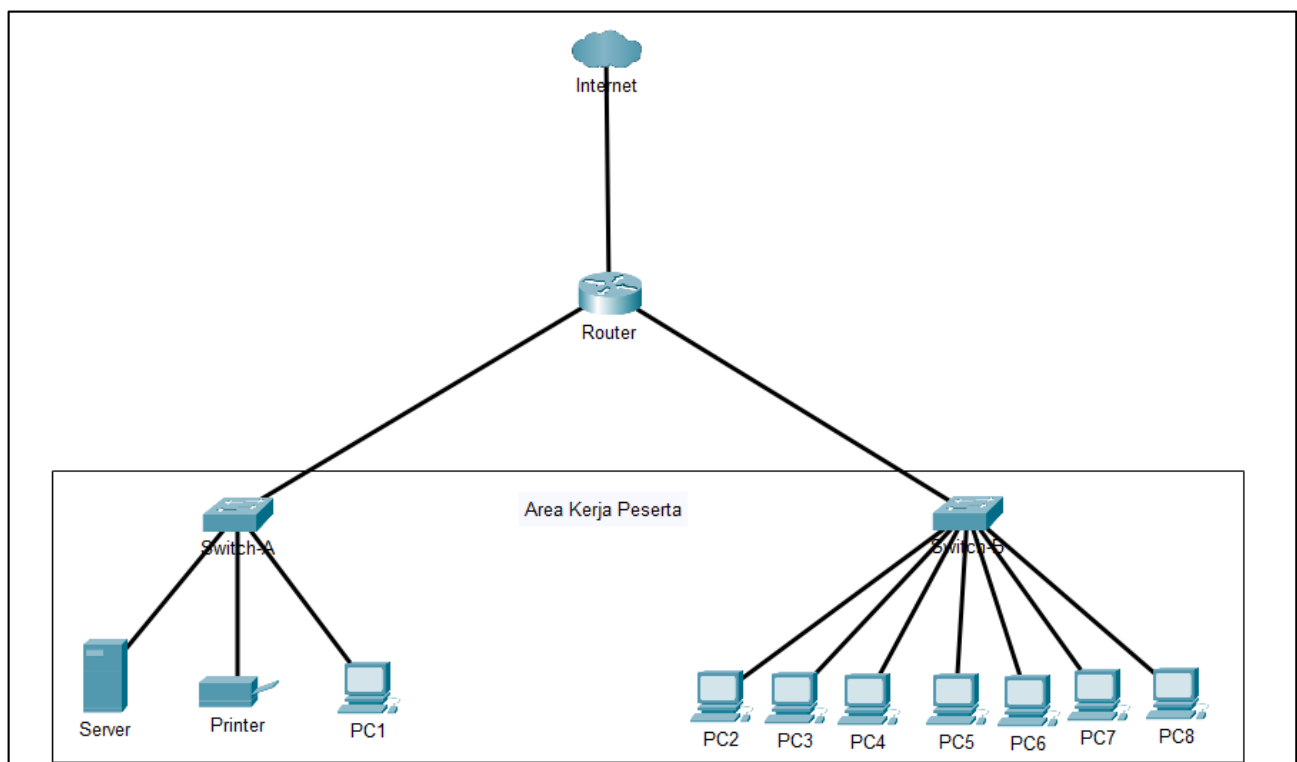 Internet
Router
Area Kerja Peserta
Switch-A
Switch-B
Server
Printer
PC1
PC2
PC3
PC4
PC5
PC6
PC7
PC8